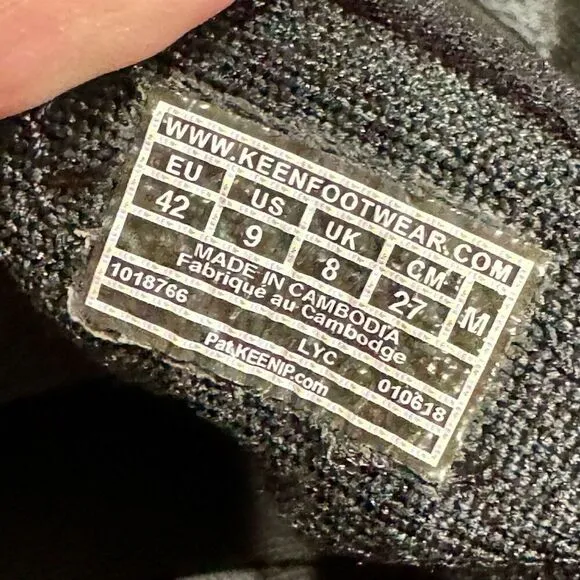 WWW.KEENFOOTWEAR.COM
EU US UK CM M
42 9 8 27
MADE IN CAMBODIA
Fabriqué au Cambodge
1018766 LYC 010618
Pat.KEENIP.com